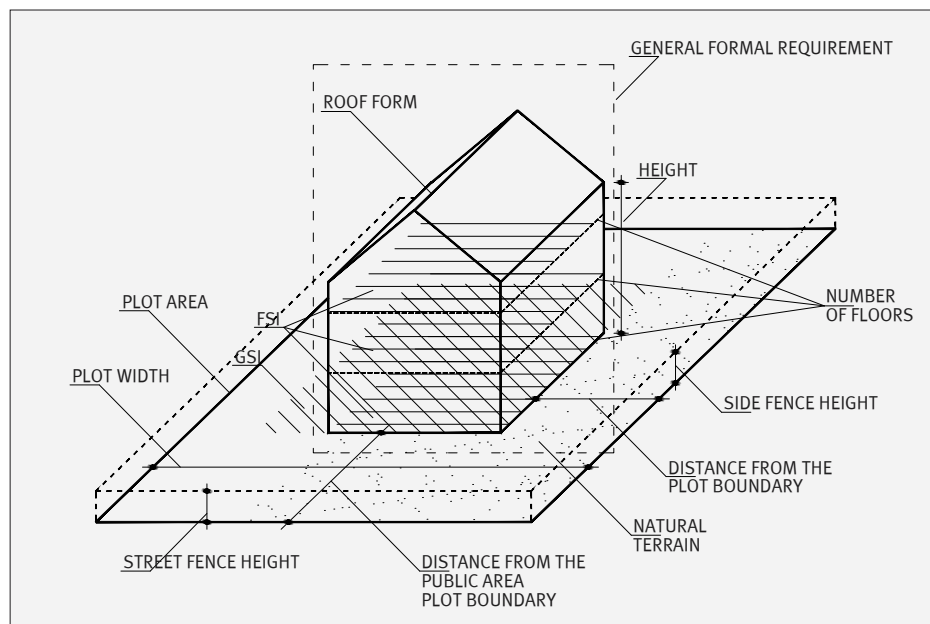 GENERAL FORMAL REQUIREMENT
ROOF FORM
HEIGHT
PLOT AREA
NUMBER
OF FLOORS
FSI
GSI
PLOT WIDTH
SIDE FENCE HEIGHT
DISTANCE FROM THE
PLOT BOUNDARY
NATURAL
TERRAIN
STREET FENCE HEIGHT
DISTANCE FROM THE
PUBLIC AREA
PLOT BOUNDARY